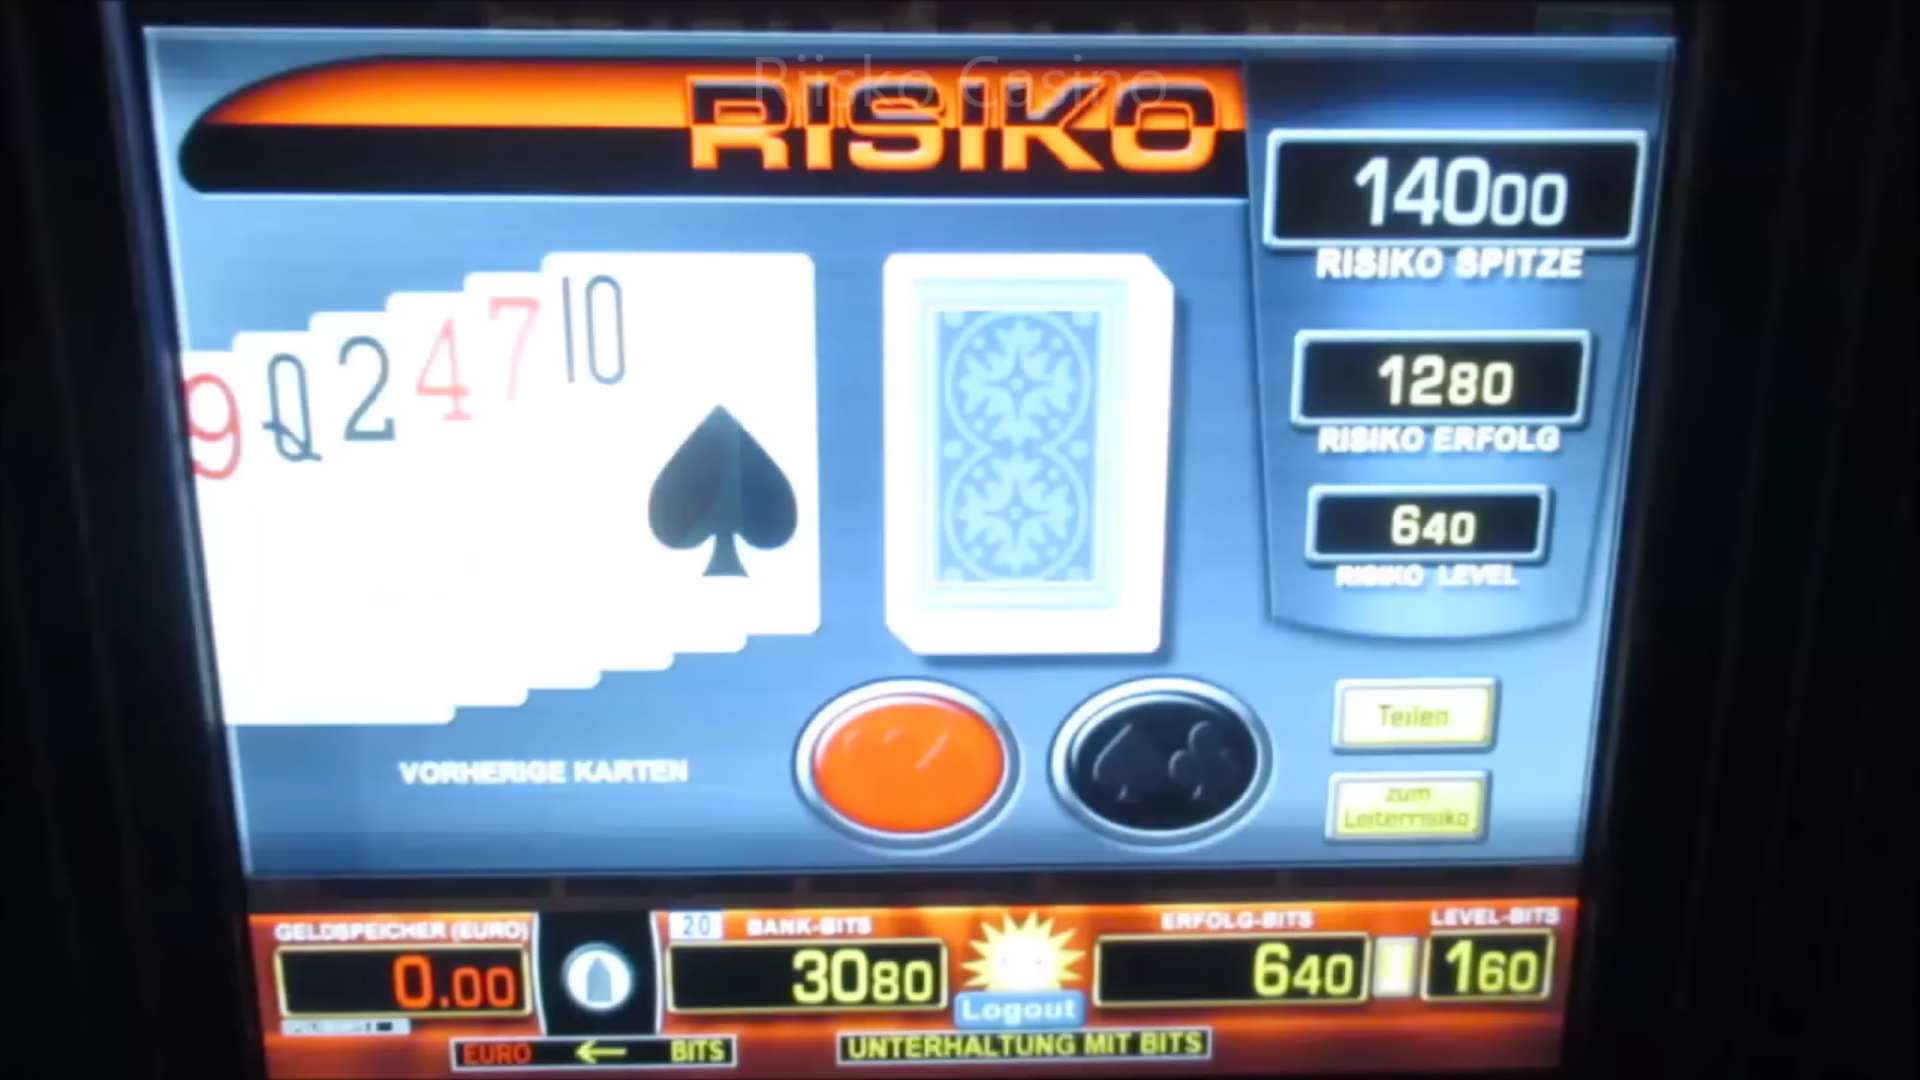 Rjisko Casino
RISIKO
14000
RISIKO SPITZE
1280
RISIKO ERFOLG
640
RISIKO LEVEL
9 Q 2 4 7 10
VORHERIGE KARTEN
Teilen
zum
Leiterrisiko
GELDSPEICHER (EURO)
0.00
20 BANK-BITS
3080
Logout
ERFOLG-BITS
640
LEVEL-BITS
160
EURO ← BITS
UNTERHALTUNG MIT BITS